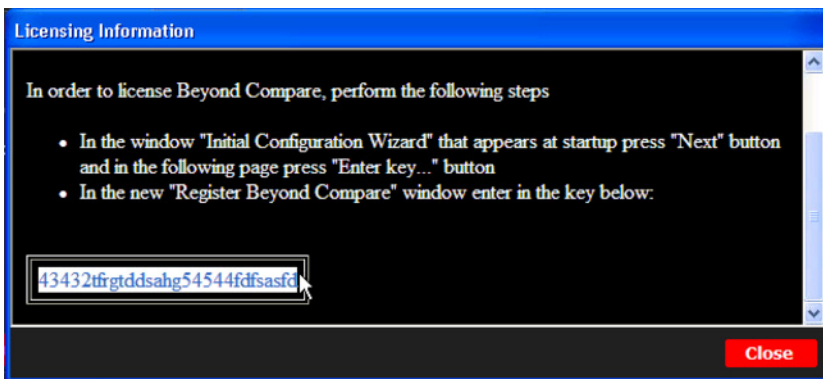 Licensing Information
In order to license Beyond Compare, perform the following steps
• In the window "Initial Configuration Wizard" that appears at startup press "Next" button
and in the following page press "Enter key..." button
• In the new "Register Beyond Compare" window enter in the key below:
43432tfrgtddsahg54544fdfsasfd
Close